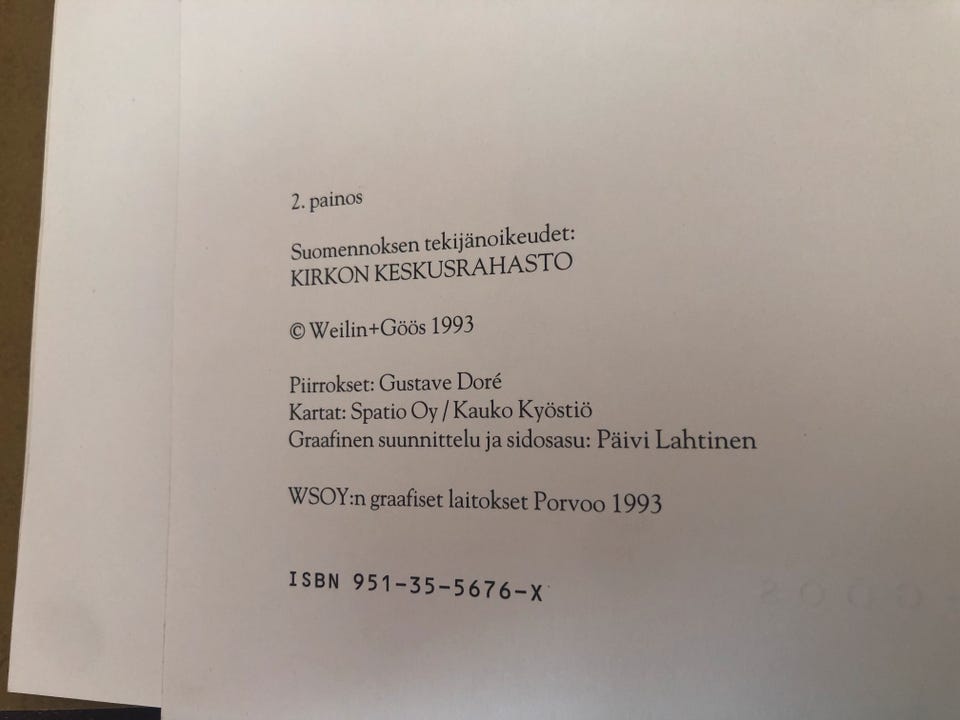 2. painos
Suomennoksen tekijänoikeudet:
KIRKON KESKUSRAHASTO
© Weilin+Göös 1993
Piirrokset: Gustave Doré
Kartat: Spatio Oy / Kauko Kyöstiö
Graafinen suunnittelu ja sidosasu: Päivi Lahtinen
WSOY:n graafiset laitokset Porvoo 1993
ISBN 951-35-5676-X